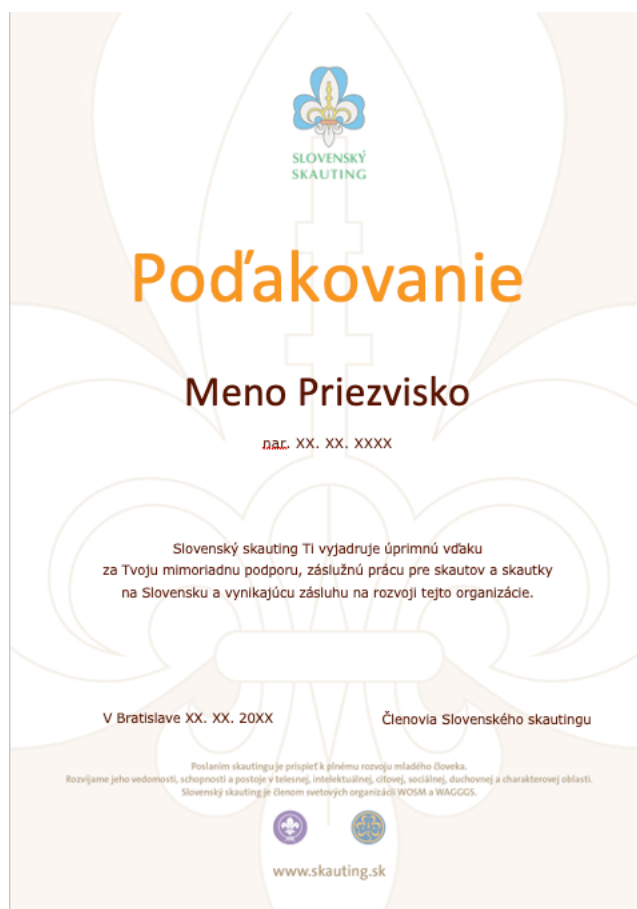 SLOVENSKÝ
SKAUTING
Poďakovanie
Meno Priezvisko
nar. XX. XX. XXXX
Slovenský skauting Ti vyjadruje úprimnú vďaku
za Tvoju mimoriadnu podporu, záslužnú prácu pre skautov a skautky
na Slovensku a vynikajúcu zásluhu na rozvoji tejto organizácie.
V Bratislave XX. XX. 20XX
Členovia Slovenského skautingu
Poslaním skautingu je prispieť k plnému rozvoju mladého človeka.
Rozvíjame jeho vedomosti, schopnosti a postoje v telesnej, intelektuálnej, citovej, sociálnej, duchovnej a charakterovej oblasti.
Slovenský skauting je členom svetových organizácií WOSM a WAGGGS.
www.skauting.sk